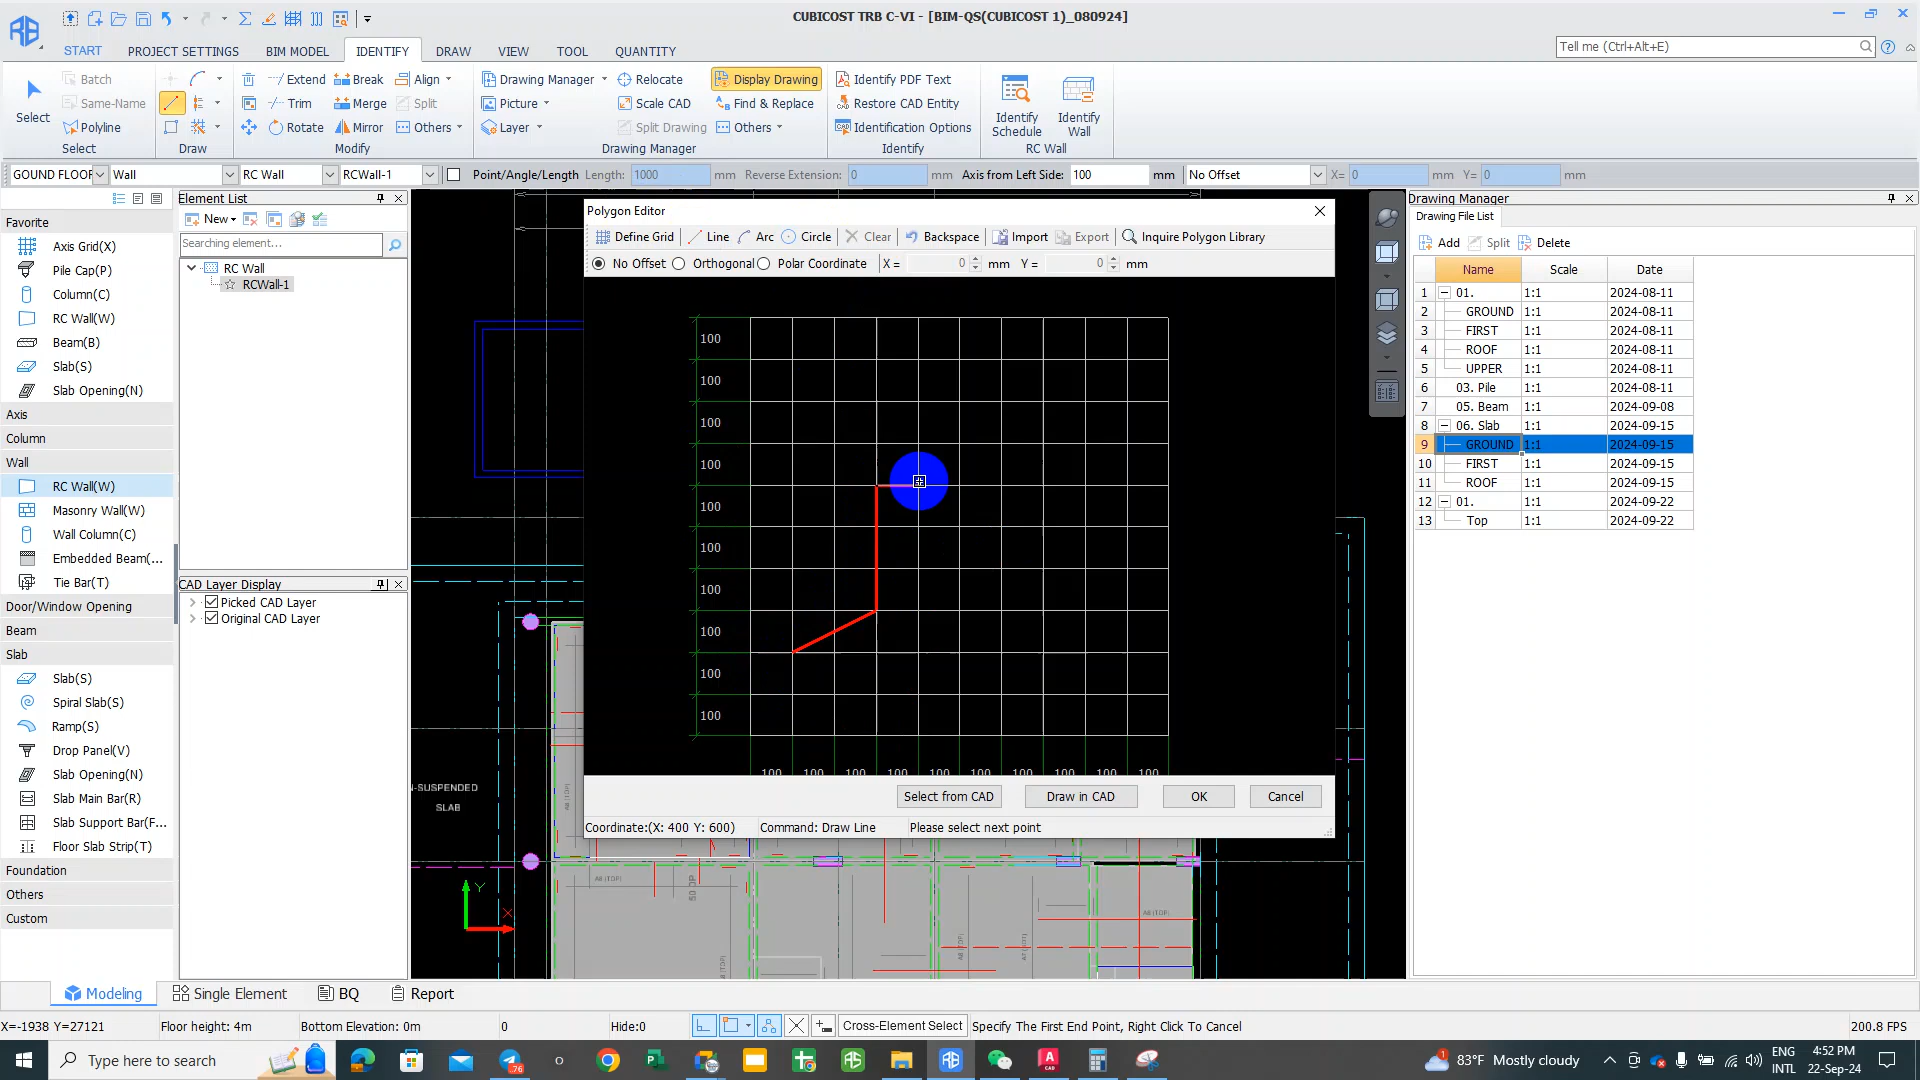 CUBICOST TRB C-VI - [BIM-QS(CUBICOST 1)_080924]
START PROJECT SETTINGS BIM MODEL IDENTIFY DRAW VIEW TOOL QUANTITY
Tell me (Ctrl+Alt+E)
Batch Extend Break Align Drawing Manager Relocate Display Drawing Identify PDF Text
Same-Name Trim Merge Split Picture Scale CAD Find & Replace Restore CAD Entity
Select Polyline Rotate Mirror Others Layer Split Drawing Others Identification Options
Identify Schedule
Identify Wall
Select Draw Modify Drawing Manager Identify RC Wall
GOUND FLOOR Wall RC Wall RCWall-1 Point/Angle/Length Length: 1000 mm Reverse Extension: 0 mm Axis from Left Side: 100 mm No Offset X= 0 mm Y= 0 mm
Favorite
Axis Grid(X)
Pile Cap(P)
Column(C)
RC Wall(W)
Beam(B)
Slab(S)
Slab Opening(N)
Axis
Column
Wall
RC Wall(W)
Masonry Wall(W)
Wall Column(C)
Embedded Beam(...
Tie Bar(T)
Door/Window Opening
Beam
Slab
Slab(S)
Spiral Slab(S)
Ramp(S)
Drop Panel(V)
Slab Opening(N)
Slab Main Bar(R)
Slab Support Bar(F...
Floor Slab Strip(T)
Foundation
Others
Custom
Element List
New
Searching element...
RC Wall
RCWall-1
CAD Layer Display
Picked CAD Layer
Original CAD Layer
Polygon Editor
Define Grid Line Arc Circle Clear Backspace Import Export Inquire Polygon Library
No Offset Orthogonal Polar Coordinate X = 0 mm Y = 0 mm
100
100
100
100
100
100
100
100
100
100
100 100 100 100 100 100 100 100 100 100
Select from CAD Draw in CAD OK Cancel
Coordinate:(X: 400 Y: 600) Command: Draw Line Please select next point
N-SUSPENDED
SLAB
A8 (TOP)
A8 (TOP)
50 DP
A8 (TOP)
Y
X
Drawing Manager
Drawing File List
Add Split Delete
Name Scale Date
1 01. 1:1 2024-08-11
2 GROUND 1:1 2024-08-11
3 FIRST 1:1 2024-08-11
4 ROOF 1:1 2024-08-11
5 UPPER 1:1 2024-08-11
6 03. Pile 1:1 2024-08-11
7 05. Beam 1:1 2024-09-08
8 06. Slab 1:1 2024-09-15
9 GROUND 1:1 2024-09-15
10 FIRST 1:1 2024-09-15
11 ROOF 1:1 2024-09-15
12 01. 1:1 2024-09-22
13 Top 1:1 2024-09-22
Modeling Single Element BQ Report
X=-1938 Y=27121 Floor height: 4m Bottom Elevation: 0m 0 Hide:0 Cross-Element Select Specify The First End Point, Right Click To Cancel 200.8 FPS
Type here to search
.76
83°F Mostly cloudy
ENG
INTL
4:52 PM
22-Sep-24